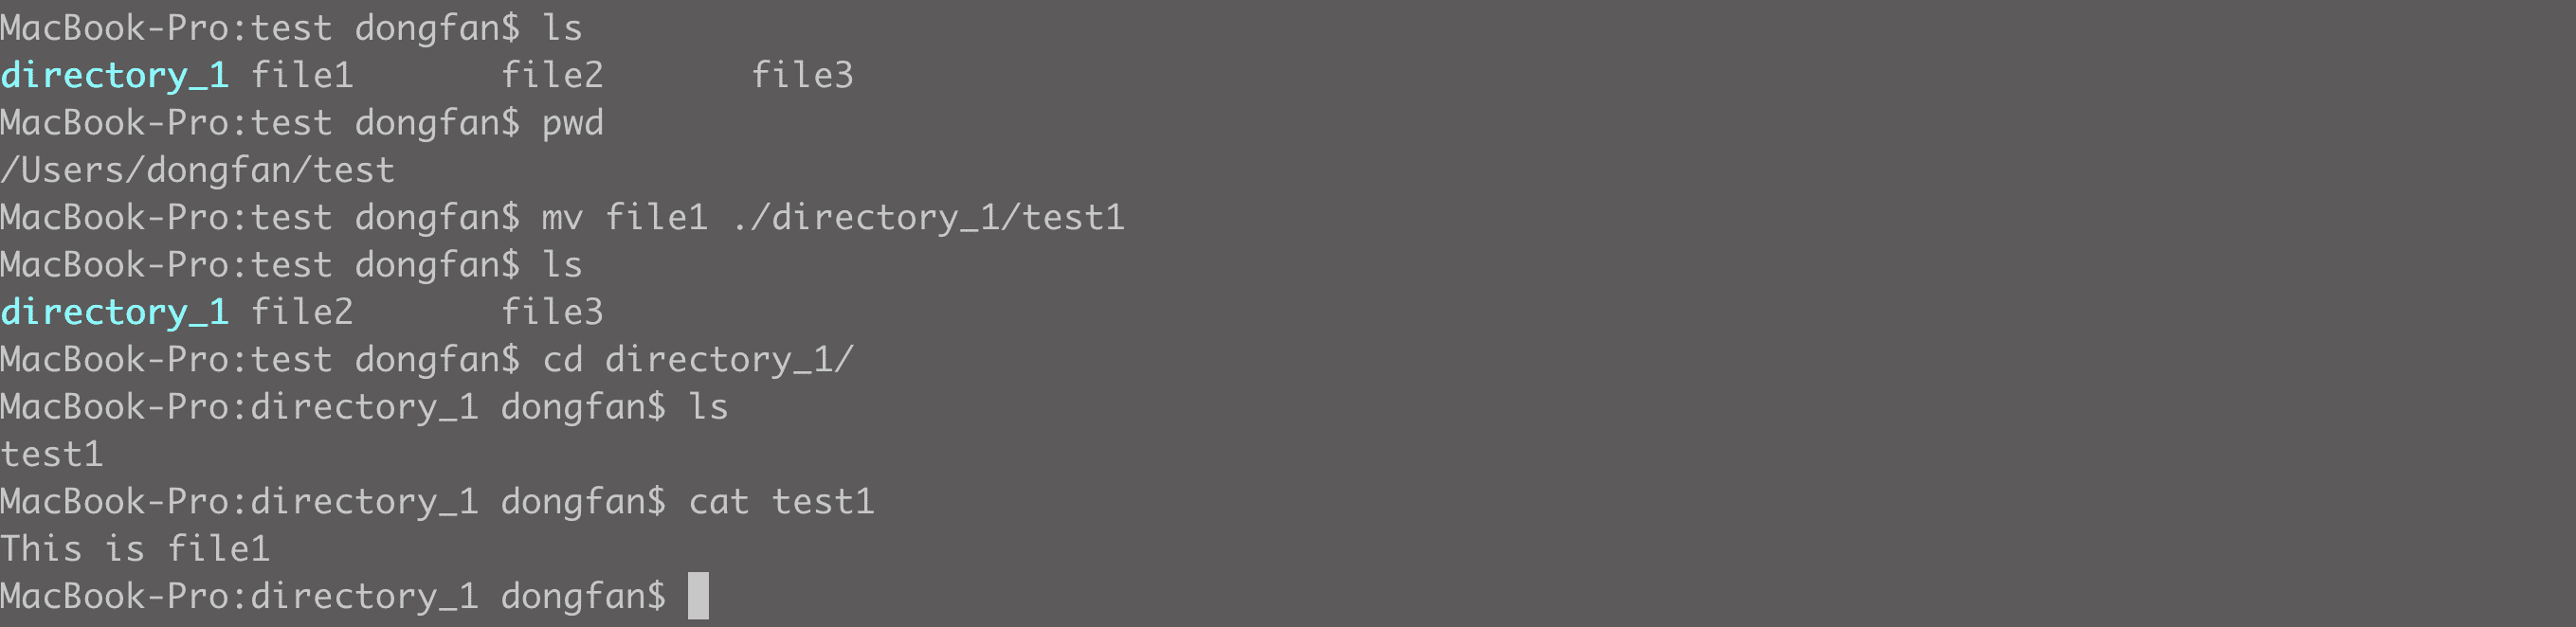 MacBook-Pro:test dongfan$ ls
directory_1 file1       file2       file3
MacBook-Pro:test dongfan$ pwd
/Users/dongfan/test
MacBook-Pro:test dongfan$ mv file1 ./directory_1/test1
MacBook-Pro:test dongfan$ ls
directory_1 file2       file3
MacBook-Pro:test dongfan$ cd directory_1/
MacBook-Pro:directory_1 dongfan$ ls
test1
MacBook-Pro:directory_1 dongfan$ cat test1
This is file1
MacBook-Pro:directory_1 dongfan$